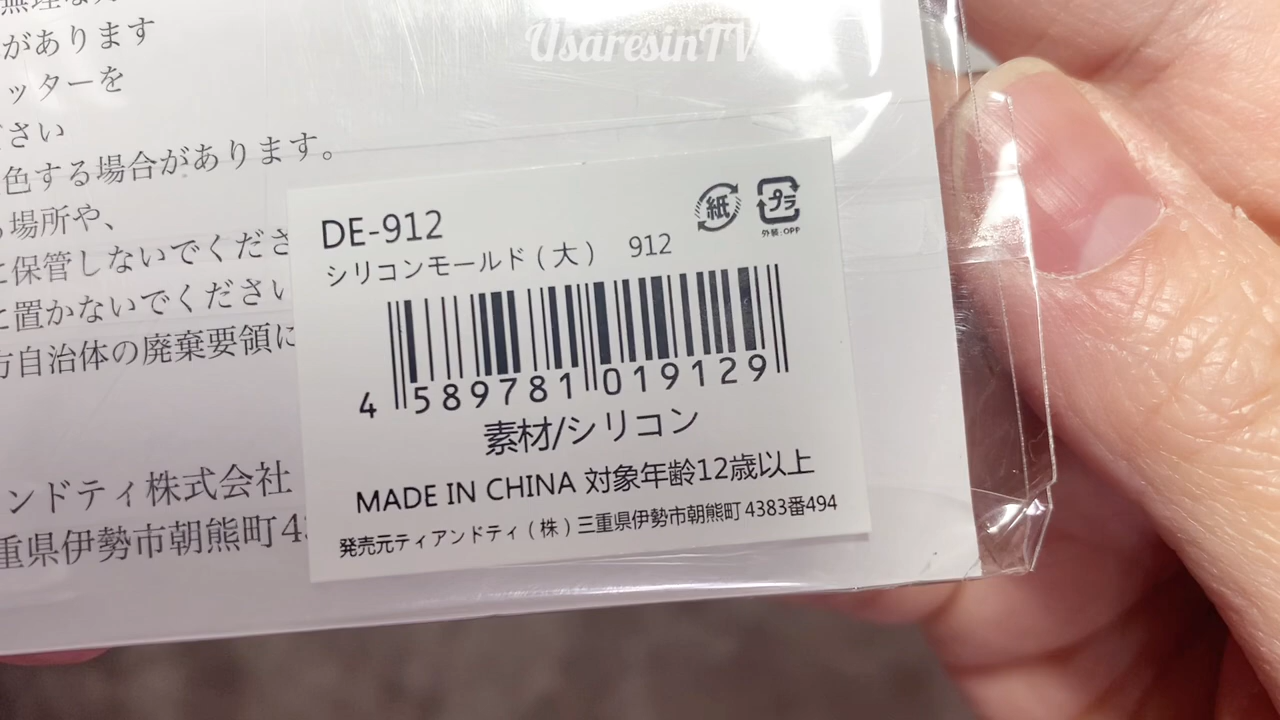 UsaresinTV
があります
ッターを
ださい
色する場合があります。
場所や、
に保管しないでくださ
に置かないでくださ
方自治体の廃棄要領に
ンドティ株式会社
重県伊勢市朝熊町4
DE-912
紙
プラ
外装:OPP
シリコンモールド(大) 912
4 589781 019129
素材/シリコン
MADE IN CHINA 対象年齢12歳以上
発売元ティアンドティ(株)三重県伊勢市朝熊町 4383番494